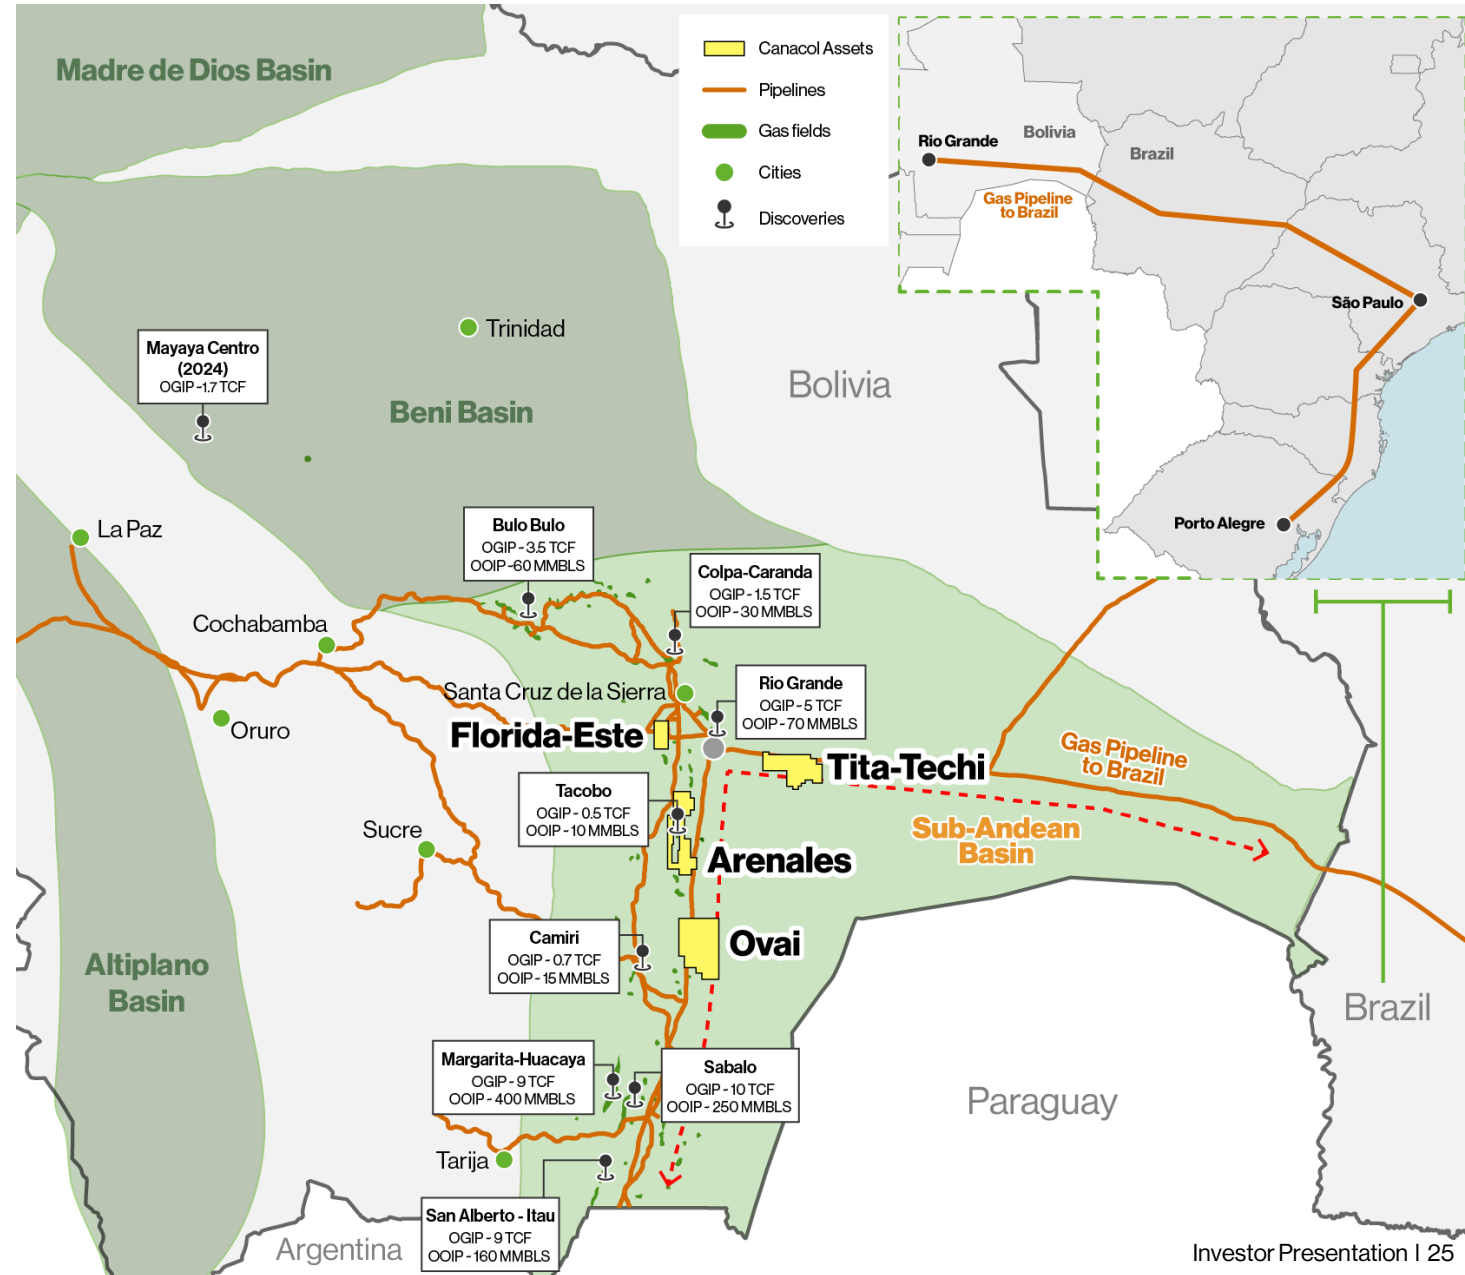 Madre de Dios Basin
Canacol Assets
Pipelines
Gas fields
Cities
Discoveries
Rio Grande
Bolivia
Brazil
Gas Pipeline
to Brazil
São Paulo
Porto Alegre
Trinidad
Mayaya Centro
(2024)
OGIP ~1.7 TCF
Beni Basin
Bolivia
La Paz
Bulo Bulo
OGIP ~ 3.5 TCF
OOIP ~60 MMBLS
Colpa-Caranda
OGIP ~ 1.5 TCF
OOIP ~ 30 MMBLS
Cochabamba
Santa Cruz de la Sierra
Rio Grande
OGIP ~ 5 TCF
OOIP ~ 70 MMBLS
Oruro
Florida-Este
Tita-Techi
Gas Pipeline
to Brazil
Tacobo
OGIP ~ 0.5 TCF
OOIP ~ 10 MMBLS
Sucre
Sub-Andean
Basin
Arenales
Camiri
OGIP ~ 0.7 TCF
OOIP ~ 15 MMBLS
Ovai
Altiplano
Basin
Brazil
Margarita-Huacaya
OGIP ~ 9 TCF
OOIP ~ 400 MMBLS
Sabalo
OGIP ~ 10 TCF
OOIP ~ 250 MMBLS
Paraguay
Tarija
San Alberto - Itau
OGIP ~ 9 TCF
OOIP ~ 160 MMBLS
Argentina
Investor Presentation | 25